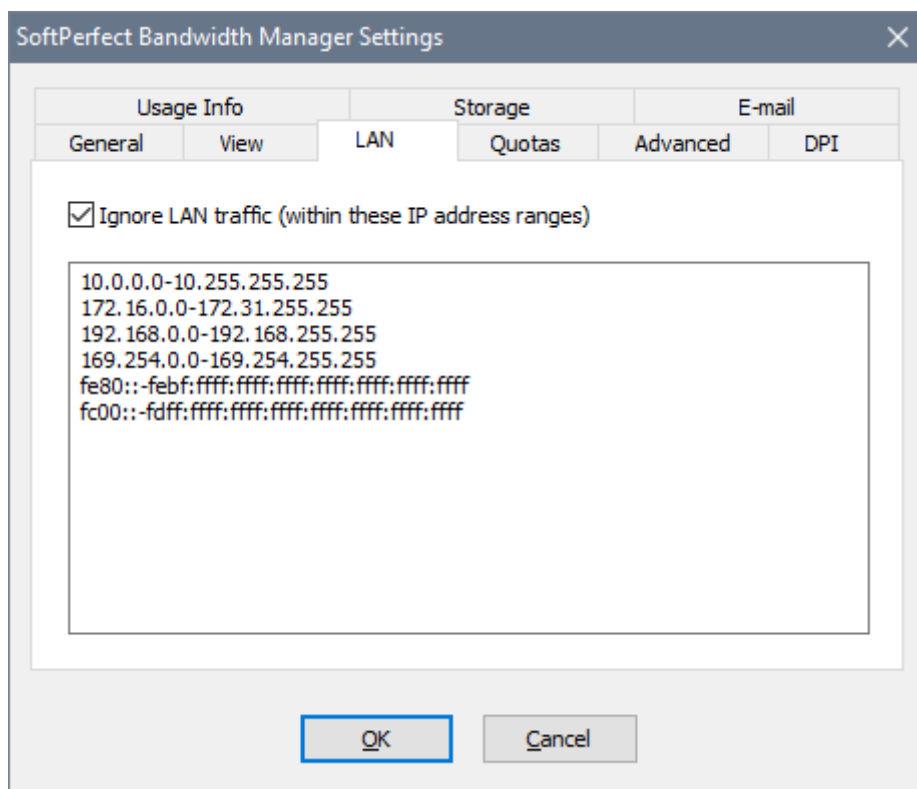 SoftPerfect Bandwidth Manager Settings
Usage Info Storage E-mail
General View LAN Quotas Advanced DPI
Ignore LAN traffic (within these IP address ranges)
10.0.0.0-10.255.255.255
172.16.0.0-172.31.255.255
192.168.0.0-192.168.255.255
169.254.0.0-169.254.255.255
fe80::-febf:ffff:ffff:ffff:ffff:ffff:ffff:ffff
fc00::-fdff:ffff:ffff:ffff:ffff:ffff:ffff:ffff
OK Cancel